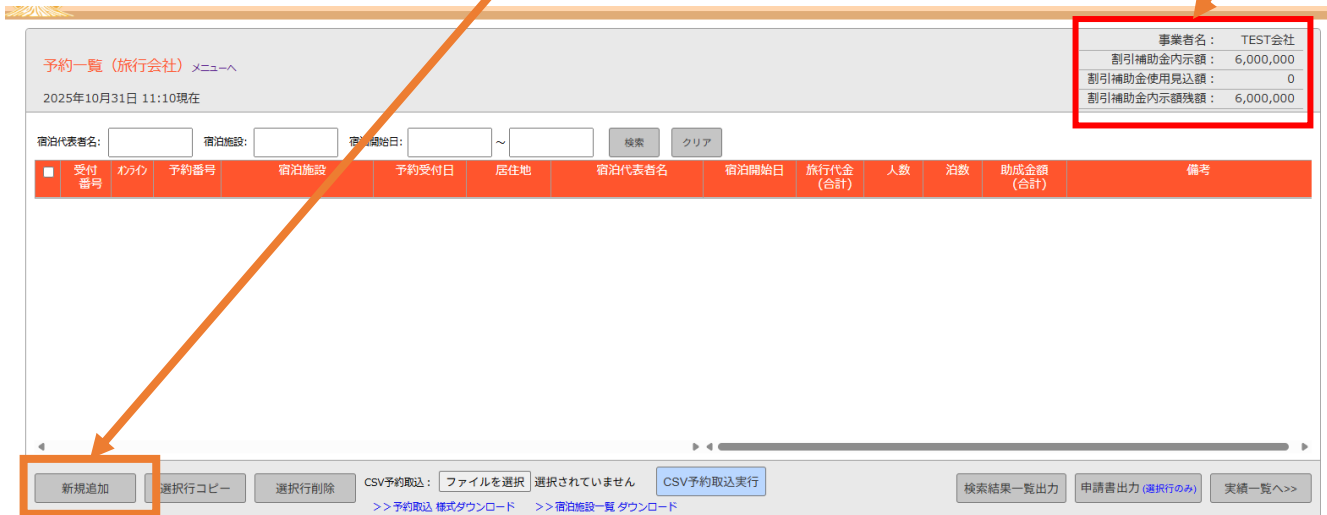 事業者名： TEST会社
割引補助金内示額： 6,000,000
割引補助金使用見込額： 0
割引補助金内示額残額： 6,000,000
予約一覧（旅行会社） メニューへ
2025年10月31日 11:10現在
宿泊代表者名: 宿泊施設: 宿泊開始日: ～ 検索 クリア
受付番号 ｵﾝﾗｲﾝ 予約番号 宿泊施設 予約受付日 居住地 宿泊代表者名 宿泊開始日 旅行代金(合計) 人数 泊数 助成金額(合計) 備考
新規追加 選択行コピー 選択行削除 CSV予約取込： ファイルを選択 選択されていません CSV予約取込実行 検索結果一覧出力 申請書出力 (選択行のみ) 実績一覧へ>>
>>予約取込 様式ダウンロード >>宿泊施設一覧 ダウンロード